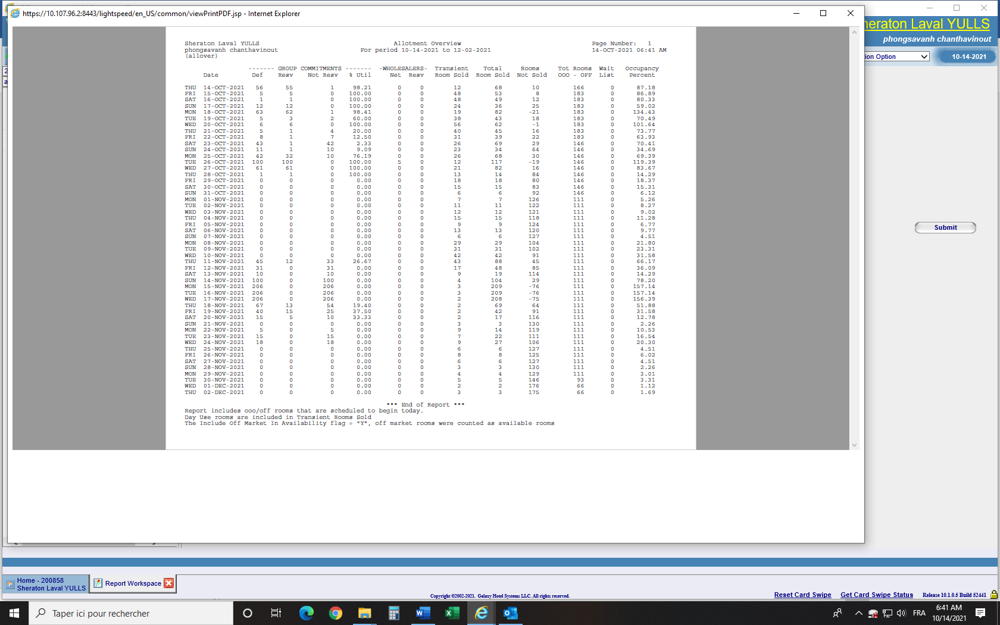 https://10.107.96.2:8443/lightspeed/en_US/common/viewPrintPDF.jsp - Internet Explorer
heraton Laval YULLS
phongsavanh chanthavinout
ion Option
10-14-2021
Sheraton Laval YULLS Allotment Overview Page Number: 1
phongsavanh chanthavinout For period 10-14-2021 to 12-02-2021 14-OCT-2021 06:41 AM
(allover)
------- GROUP COMMITMENTS ------- -WHOLESALERS- Transient Total Rooms Tot Rooms Wait Occupancy
Date Def Resv Not Resv % Util Net Resv Room Sold Room Sold Not Sold OOO - OFF List Percent
THU 14-OCT-2021 56 55 1 98.21 0 0 12 68 10 166 0 87.18
FRI 15-OCT-2021 5 5 0 100.00 0 0 48 53 8 183 0 86.89
SAT 16-OCT-2021 1 1 0 100.00 0 0 48 49 12 183 0 80.33
SUN 17-OCT-2021 12 12 0 100.00 0 0 24 36 25 183 0 59.02
MON 18-OCT-2021 63 62 1 98.41 0 0 19 82 -21 183 0 134.43
TUE 19-OCT-2021 5 3 2 60.00 0 0 38 43 18 183 0 70.49
WED 20-OCT-2021 6 6 0 100.00 0 0 56 62 -1 183 0 101.64
THU 21-OCT-2021 5 1 4 20.00 0 0 40 45 16 183 0 73.77
FRI 22-OCT-2021 8 1 7 12.50 0 0 31 39 22 183 0 63.93
SAT 23-OCT-2021 43 1 42 2.33 0 0 26 69 29 146 0 70.41
SUN 24-OCT-2021 11 1 10 9.09 0 0 23 34 64 146 0 34.69
MON 25-OCT-2021 42 32 10 76.19 0 0 26 68 30 146 0 69.39
TUE 26-OCT-2021 100 100 0 100.00 5 0 12 117 -19 146 0 119.39
WED 27-OCT-2021 61 61 0 100.00 0 0 21 82 16 146 0 83.67
THU 28-OCT-2021 1 1 0 100.00 0 0 13 14 84 146 0 14.29
FRI 29-OCT-2021 0 0 0 0.00 0 0 18 18 80 146 0 18.37
SAT 30-OCT-2021 0 0 0 0.00 0 0 15 15 83 146 0 15.31
SUN 31-OCT-2021 0 0 0 0.00 0 0 6 6 92 146 0 6.12
MON 01-NOV-2021 0 0 0 0.00 0 0 7 7 126 111 0 5.26
TUE 02-NOV-2021 0 0 0 0.00 0 0 11 11 122 111 0 8.27
WED 03-NOV-2021 0 0 0 0.00 0 0 12 12 121 111 0 9.02
THU 04-NOV-2021 0 0 0 0.00 0 0 15 15 118 111 0 11.28
FRI 05-NOV-2021 0 0 0 0.00 0 0 9 9 124 111 0 6.77
SAT 06-NOV-2021 0 0 0 0.00 0 0 13 13 120 111 0 9.77
SUN 07-NOV-2021 0 0 0 0.00 0 0 6 6 127 111 0 4.51
MON 08-NOV-2021 0 0 0 0.00 0 0 29 29 104 111 0 21.80
TUE 09-NOV-2021 0 0 0 0.00 0 0 31 31 102 111 0 23.31
WED 10-NOV-2021 0 0 0 0.00 0 0 42 42 91 111 0 31.58
THU 11-NOV-2021 45 12 33 26.67 0 0 43 88 45 111 0 66.17
FRI 12-NOV-2021 31 0 31 0.00 0 0 17 48 85 111 0 36.09
SAT 13-NOV-2021 10 0 10 0.00 0 0 9 19 114 111 0 14.29
SUN 14-NOV-2021 100 0 100 0.00 0 0 4 104 29 111 0 78.20
MON 15-NOV-2021 206 0 206 0.00 0 0 3 209 -76 111 0 157.14
TUE 16-NOV-2021 206 0 206 0.00 0 0 3 209 -76 111 0 157.14
WED 17-NOV-2021 206 0 206 0.00 0 0 2 208 -75 111 0 156.39
THU 18-NOV-2021 67 13 54 19.40 0 0 2 69 64 111 0 51.88
FRI 19-NOV-2021 40 15 25 37.50 0 0 2 42 91 111 0 31.58
SAT 20-NOV-2021 15 5 10 33.33 0 0 2 17 116 111 0 12.78
SUN 21-NOV-2021 0 0 0 0.00 0 0 3 3 130 111 0 2.26
MON 22-NOV-2021 5 0 5 0.00 0 0 9 14 119 111 0 10.53
TUE 23-NOV-2021 15 0 15 0.00 0 0 7 22 111 111 0 16.54
WED 24-NOV-2021 18 0 18 0.00 0 0 9 27 106 111 0 20.30
THU 25-NOV-2021 0 0 0 0.00 0 0 6 6 127 111 0 4.51
FRI 26-NOV-2021 0 0 0 0.00 0 0 8 8 125 111 0 6.02
SAT 27-NOV-2021 0 0 0 0.00 0 0 6 6 127 111 0 4.51
SUN 28-NOV-2021 0 0 0 0.00 0 0 3 3 130 111 0 2.26
MON 29-NOV-2021 0 0 0 0.00 0 0 4 4 129 111 0 3.01
TUE 30-NOV-2021 0 0 0 0.00 0 0 5 5 146 93 0 3.31
WED 01-DEC-2021 0 0 0 0.00 0 0 2 2 176 66 0 1.12
THU 02-DEC-2021 0 0 0 0.00 0 0 3 3 175 66 0 1.69
*** End of Report ***
Report includes ooo/off rooms that are scheduled to begin today.
Day Use rooms are included in Transient Rooms Sold
The Include Off Market In Availability flag = "Y", off market rooms were counted as available rooms
Submit
Home - 200858
Sheraton Laval YULLS
Report Workspace
Copyright ©2002-2021. Galaxy Hotel Systems LLC. All rights reserved.
Reset Card Swipe Get Card Swipe Status Release 10.1.0.5 Build 52441
Taper ici pour rechercher
FRA
6:41 AM
10/14/2021